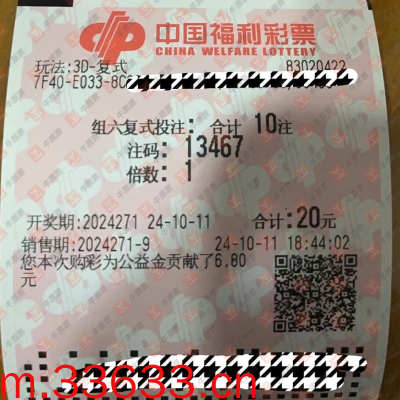 中国福利彩票
CHINA WELFARE LOTTERY
玩法:3D-复式 83020422
7F40-E033-8C
组六复式投注: 合计 10注
注码: 13467
倍数: 1
开奖期:2024271 24-10-11 合计:20元
销售期:2024271-9 24-10-11 18:44:02
您本次购彩为公益金贡献了6.80
元
m.33633.cn